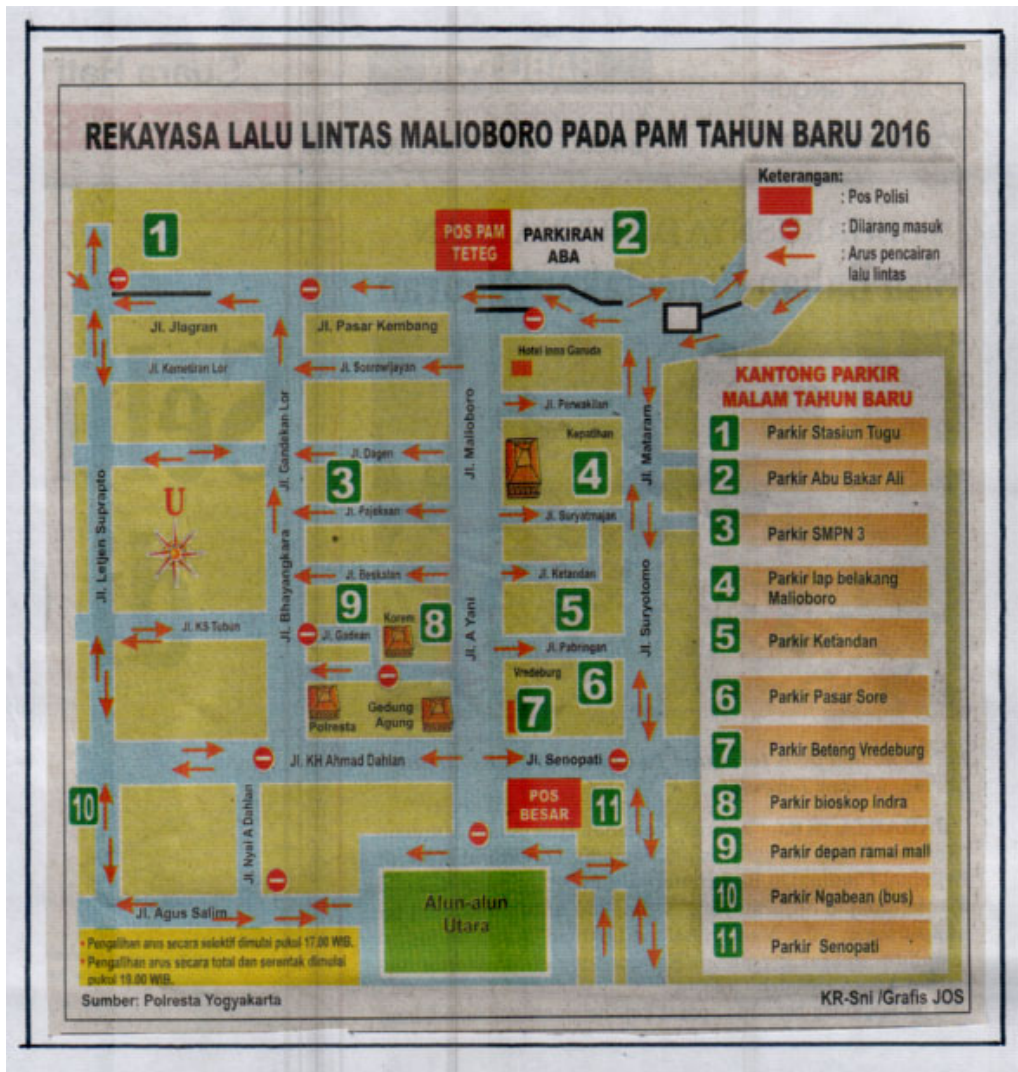 REKAYASA LALU LINTAS MALIOBORO PADA PAM TAHUN BARU 2016
Keterangan:
: Pos Polisi
: Dilarang masuk
: Arus pencairan
lalu lintas
1
POS PAM
TETEG
PARKIRAN
ABA
2
Jl. Jlagran
Jl. Pasar Kembang
Hotel Inna Garuda
Jl. Kemetiran Lor
Jl. Sosrowijayan
Jl. Perwakilan
Jl. Letjen Suprapto
Jl. Gandekan Lor
Jl. Malioboro
Jl. Mataram
Kepatihan
Jl. Dagen
3
4
U
Jl. Pajeksan
Jl. Suryatmajan
Jl. Bhayangkara
Jl. Beskalan
Jl. Ketandan
9
Korem
8
5
Jl. KS Tubun
Jl. Gadean
Jl. A Yani
Jl. Pabringan
Jl. Suryotomo
Vredeburg
6
7
Polresta
Gedung
Agung
Jl. KH Ahmad Dahlan
Jl. Senopati
10
Jl. Nyai A Dahlan
POS
BESAR
11
Jl. Agus Salim
Alun-alun
Utara
KANTONG PARKIR
MALAM TAHUN BARU
1 Parkir Stasiun Tugu
2 Parkir Abu Bakar Ali
3 Parkir SMPN 3
4 Parkir lap belakang
Malioboro
5 Parkir Ketandan
6 Parkir Pasar Sore
7 Parkir Beteng Vredeburg
8 Parkir bioskop Indra
9 Parkir depan ramai mall
10 Parkir Ngabean (bus)
11 Parkir Senopati
• Pengalihan arus secara selektif dimulai pukol 17.00 WIB.
• Pengalihan arus secara total dan serentak dimulai
pukol 19.00 WIB.
Sumber: Polresta Yogyakarta
KR-Sni /Grafis JOS